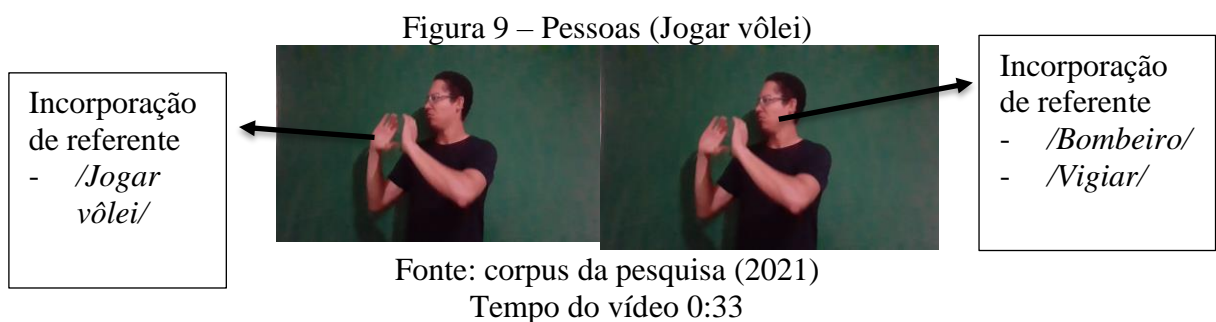 Figura 9 – Pessoas (Jogar vôlei)
Incorporação
de referente
- /Jogar
vôlei/
Incorporação
de referente
- /Bombeiro/
- /Vigiar/
Fonte: corpus da pesquisa (2021)
Tempo do vídeo 0:33